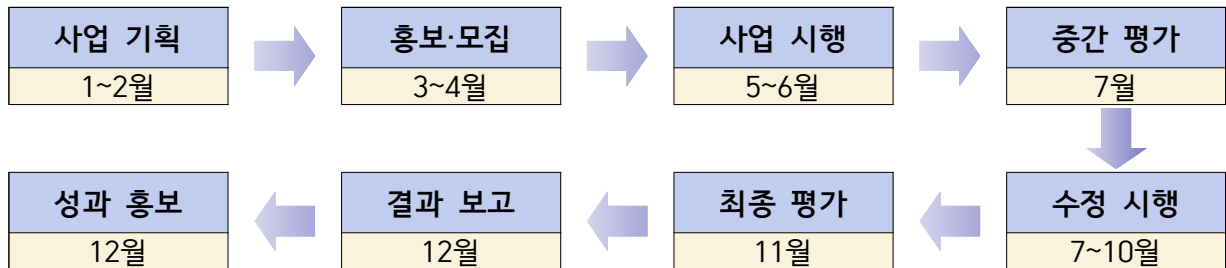 사업 기획
1~2월
홍보·모집
3~4월
사업 시행
5~6월
중간 평가
7월
수정 시행
7~10월
최종 평가
11월
결과 보고
12월
성과 홍보
12월